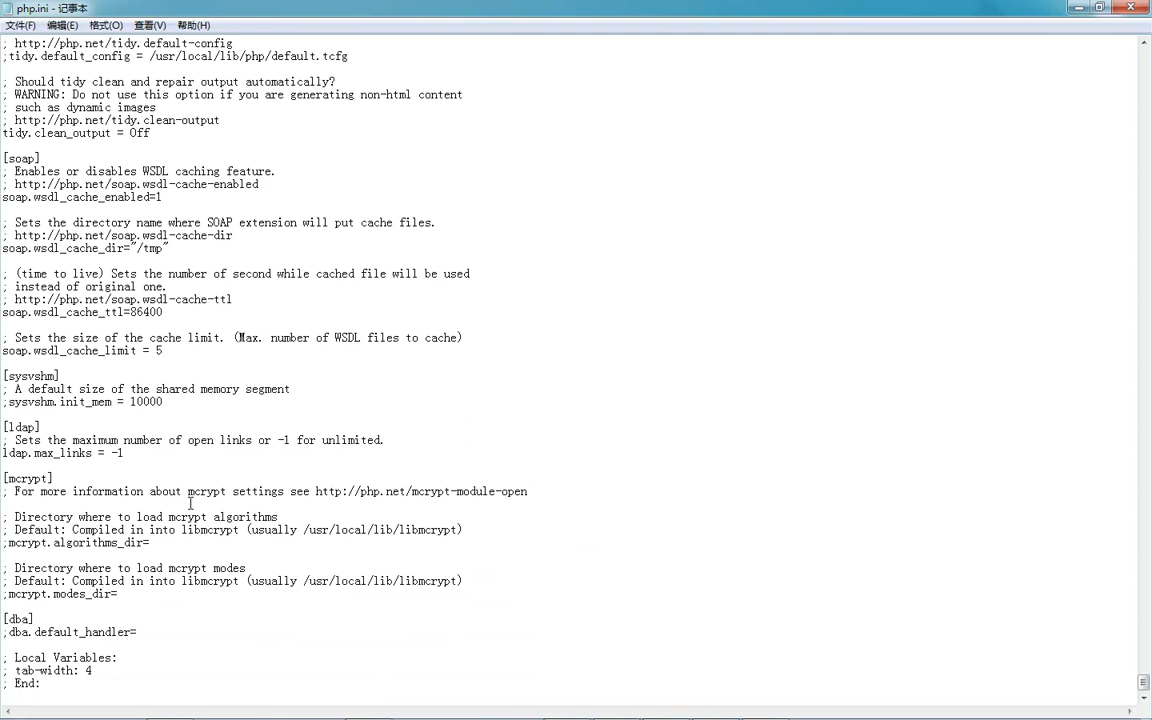 php.ini - 记事本
文件(F) 编辑(E) 格式(O) 查看(V) 帮助(H)
; http://php.net/tidy.default-config
;tidy.default_config = /usr/local/lib/php/default.tcfg
; Should tidy clean and repair output automatically?
; WARNING: Do not use this option if you are generating non-html content
; such as dynamic images
; http://php.net/tidy.clean-output
tidy.clean_output = Off
[soap]
; Enables or disables WSDL caching feature.
; http://php.net/soap.wsdl-cache-enabled
soap.wsdl_cache_enabled=1
; Sets the directory name where SOAP extension will put cache files.
; http://php.net/soap.wsdl-cache-dir
soap.wsdl_cache_dir="/tmp"
; (time to live) Sets the number of second while cached file will be used
; instead of original one.
; http://php.net/soap.wsdl-cache-ttl
soap.wsdl_cache_ttl=86400
; Sets the size of the cache limit. (Max. number of WSDL files to cache)
soap.wsdl_cache_limit = 5
[sysvshm]
; A default size of the shared memory segment
;sysvshm.init_mem = 10000
[ldap]
; Sets the maximum number of open links or -1 for unlimited.
ldap.max_links = -1
[mcrypt]
; For more information about mcrypt settings see http://php.net/mcrypt-module-open
; Directory where to load mcrypt algorithms
; Default: Compiled in into libmcrypt (usually /usr/local/lib/libmcrypt)
;mcrypt.algorithms_dir=
; Directory where to load mcrypt modes
; Default: Compiled in into libmcrypt (usually /usr/local/lib/libmcrypt)
;mcrypt.modes_dir=
[dba]
;dba.default_handler=
; Local Variables:
; tab-width: 4
; End: